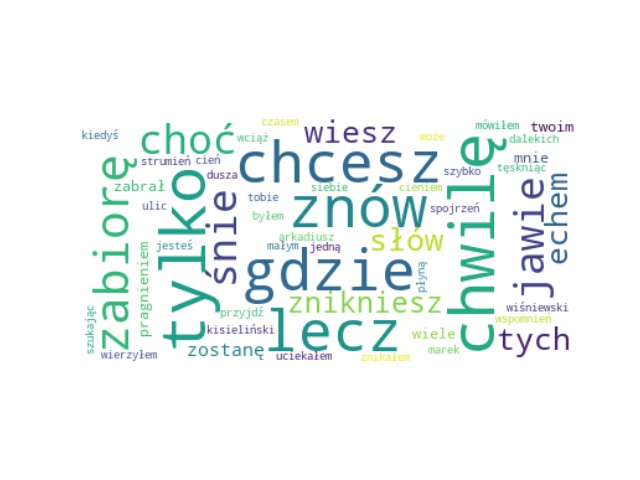 czasem
kiedyś
choć
wciąż
wiesz
może
mówiłem
twoim
dalekich
strumień
cień
chcesz
mnie
zabiorę
zabrał
dusza
szybko
tęskniąc
tylko
śnie
siebie
cieniem
chwilę
jawie
echem
ulic
tobie
znów
spojrzeń
byłem
jesteś
arkadiusz
małym
jedną
słów
pragnieniem
gdzie
płyną
znikniesz
wiśniewski
szukając
przyjdź
lecz
wspomnień
kisieliński
wiele
tych
wierzyłem
zostanę
uciekałem
znikałem
marek